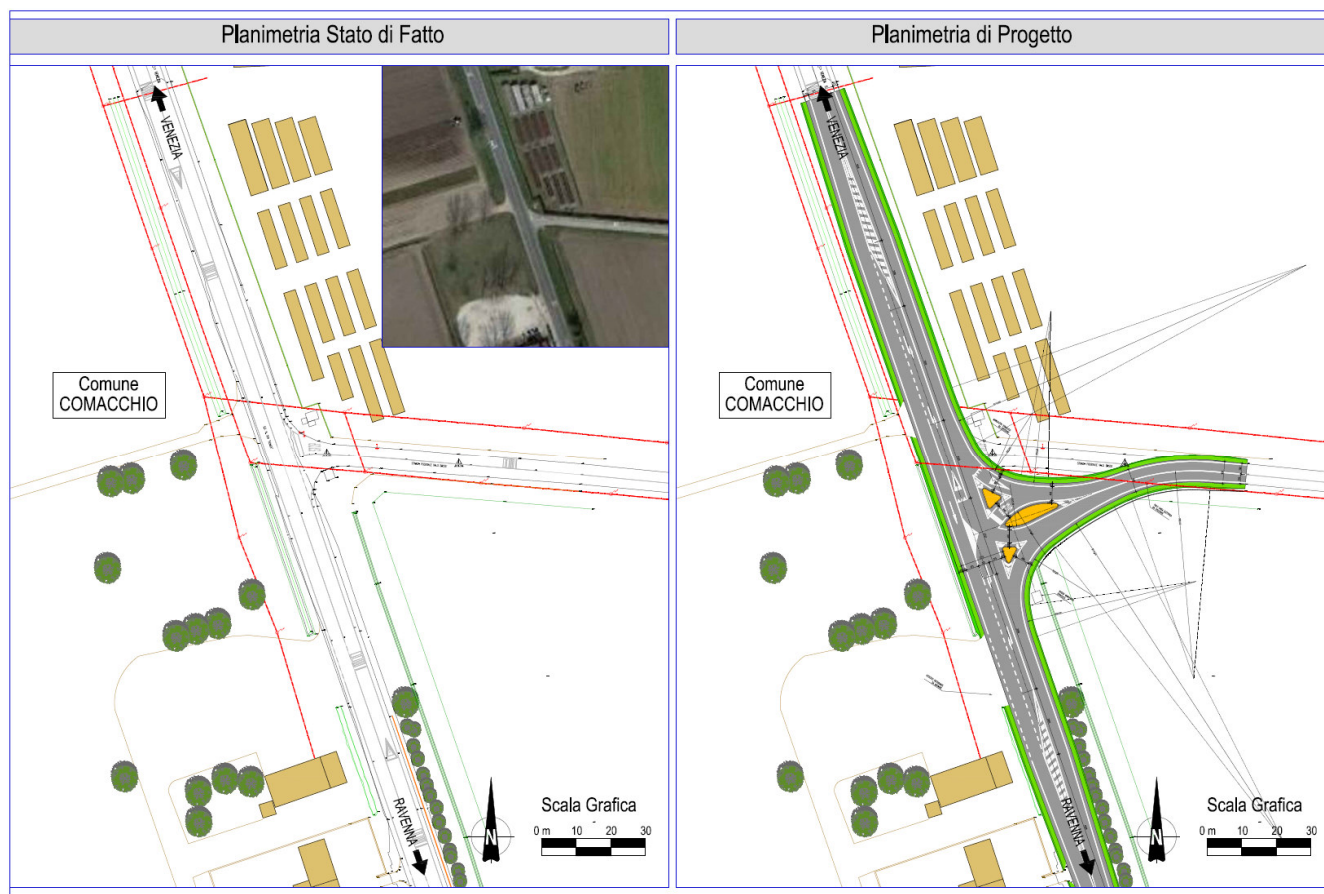 Planimetria Stato di Fatto
Planimetria di Progetto
VENEZIA
VENEZIA
Comune
COMACCHIO
Comune
COMACCHIO
RAVENNA
N
Scala Grafica
0 m 10 20 30
RAVENNA
N
Scala Grafica
0 m 10 20 30